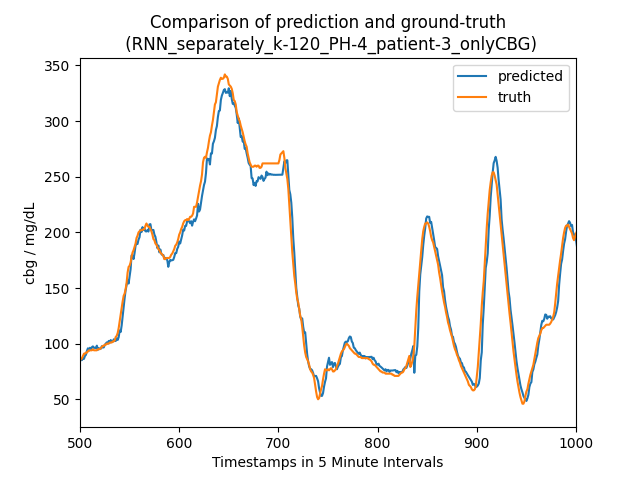 Comparison of prediction and ground-truth
(RNN_separately_k-120_PH-4_patient-3_onlyCBG)
predicted
truth
cbg / mg/dL
350
300
250
200
150
100
50
500
600
700
800
900
1000
Timestamps in 5 Minute Intervals